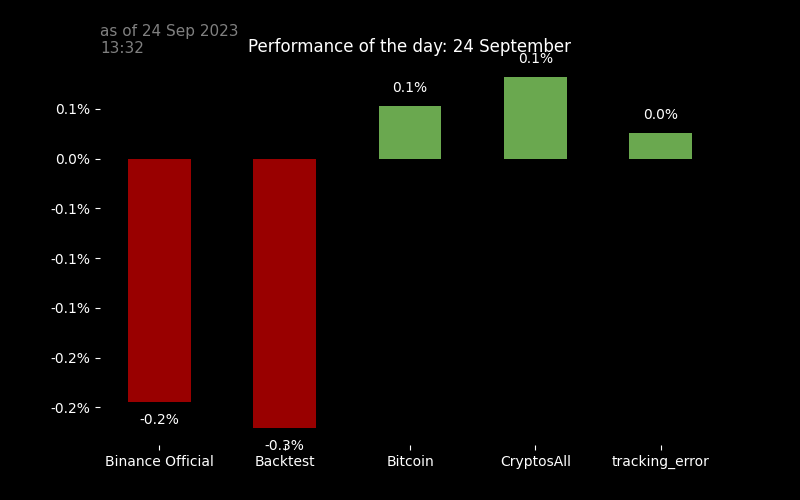 as of 24 Sep 2023
13:32
Performance of the day: 24 September
0.1%
0.1%
0.1%
0.0%
0.0%
-0.1%
-0.1%
-0.1%
-0.2%
-0.2%
-0.2%
-0.3%
Binance Official
Backtest
Bitcoin
CryptosAll
tracking_error